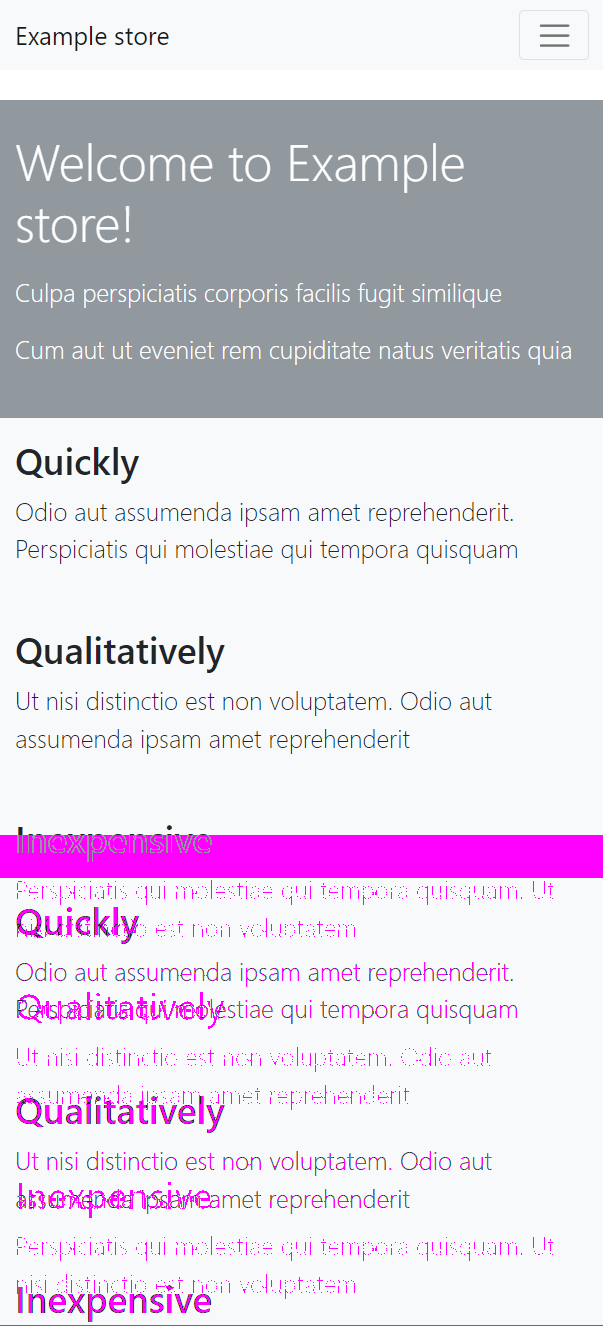 Example store
Welcome to Example
store!
Culpa perspiciatis corporis facilis fugit similique
Cum aut ut eveniet rem cupiditate natus veritatis quia
Quickly
Odio aut assumenda ipsam amet reprehenderit.
Perspiciatis qui molestiae qui tempora quisquam
Qualitatively
Ut nisi distinctio est non voluptatem. Odio aut
assumenda ipsam amet reprehenderit
Inexpensive
Perspiciatis qui molestiae qui tempora quisquam. Ut
nisi distinctio est non voluptatem
Quickly
Odio aut assumenda ipsam amet reprehenderit.
Qualitatively
Perspiciatis qui molestiae qui tempora quisquam
Ut nisi distinctio est non voluptatem. Odio aut
assumenda ipsam amet reprehenderit
Qualitatively
Ut nisi distinctio est non voluptatem. Odio aut
Inexpensive
assumenda ipsam amet reprehenderit
Perspiciatis qui molestiae qui tempora quisquam. Ut
nisi distinctio est non voluptatem
Inexpensive